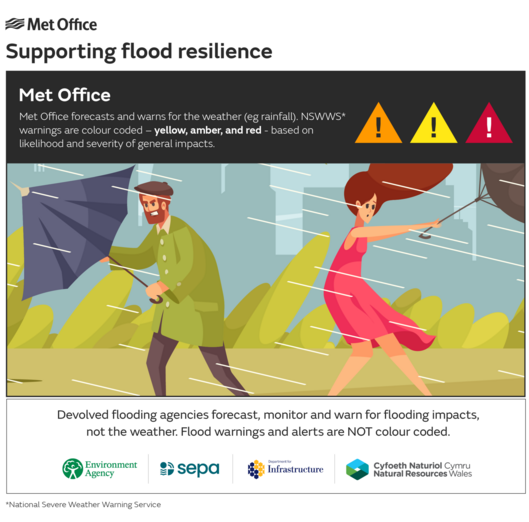 Met Office
Supporting flood resilience
Met Office
Met Office forecasts and warns for the weather (eg rainfall). NSWWS*
warnings are colour coded – yellow, amber, and red - based on
likelihood and severity of general impacts.
! ! !
Devolved flooding agencies forecast, monitor and warn for flooding impacts,
not the weather. Flood warnings and alerts are NOT colour coded.
Environment
Agency
sepa
Department for
Infrastructure
Cyfoeth Naturiol Cymru
Natural Resources Wales
*National Severe Weather Warning Service